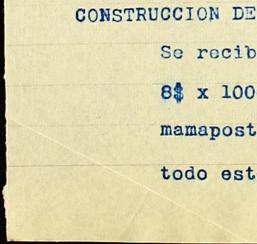 CONSTRUCCION DE
Se recib
8$ x 100
mamapost
todo est